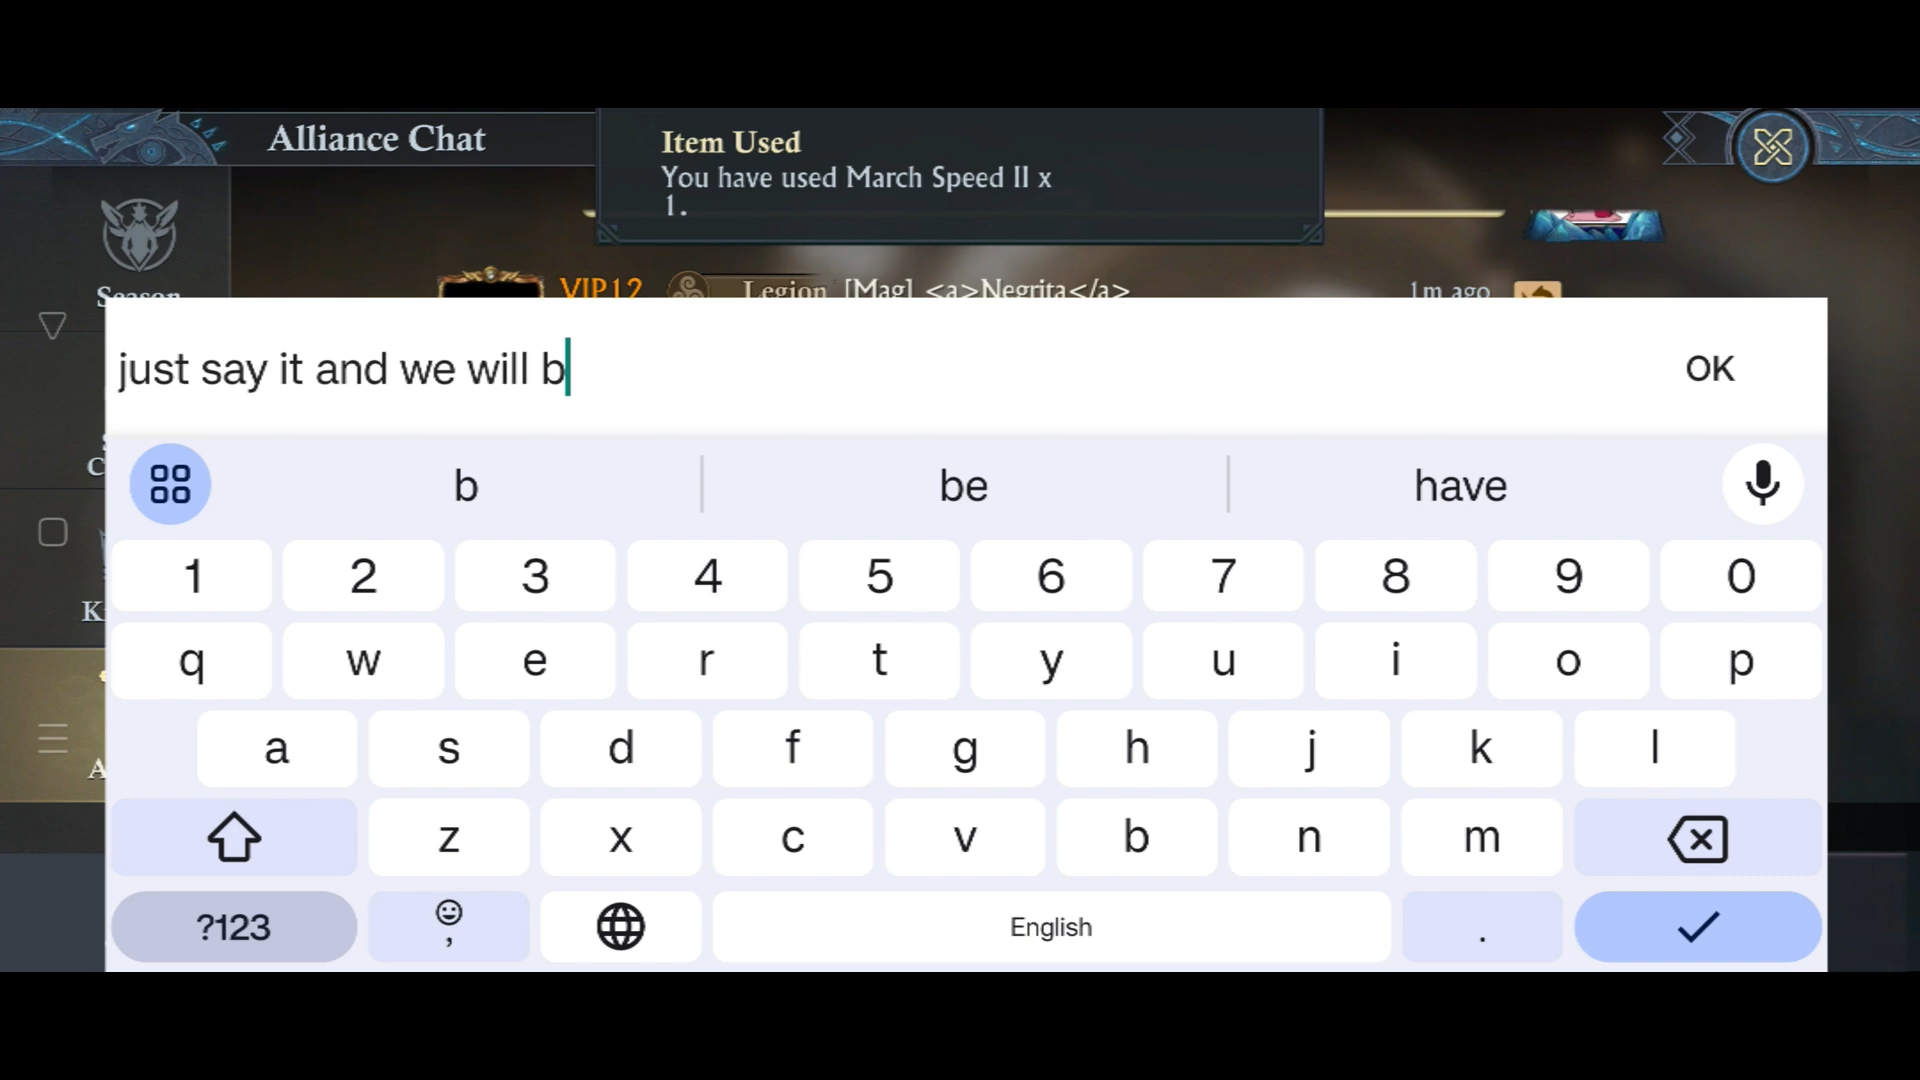 Alliance Chat
Item Used
You have used March Speed II x
1.
Season
VIP12 Legion [Mag] <a>Negrita</a> 1m ago
just say it and we will b
OK
b be have
C
K
A
1 2 3 4 5 6 7 8 9 0
q w e r t y u i o p
a s d f g h j k l
z x c v b n m
?123 , English .